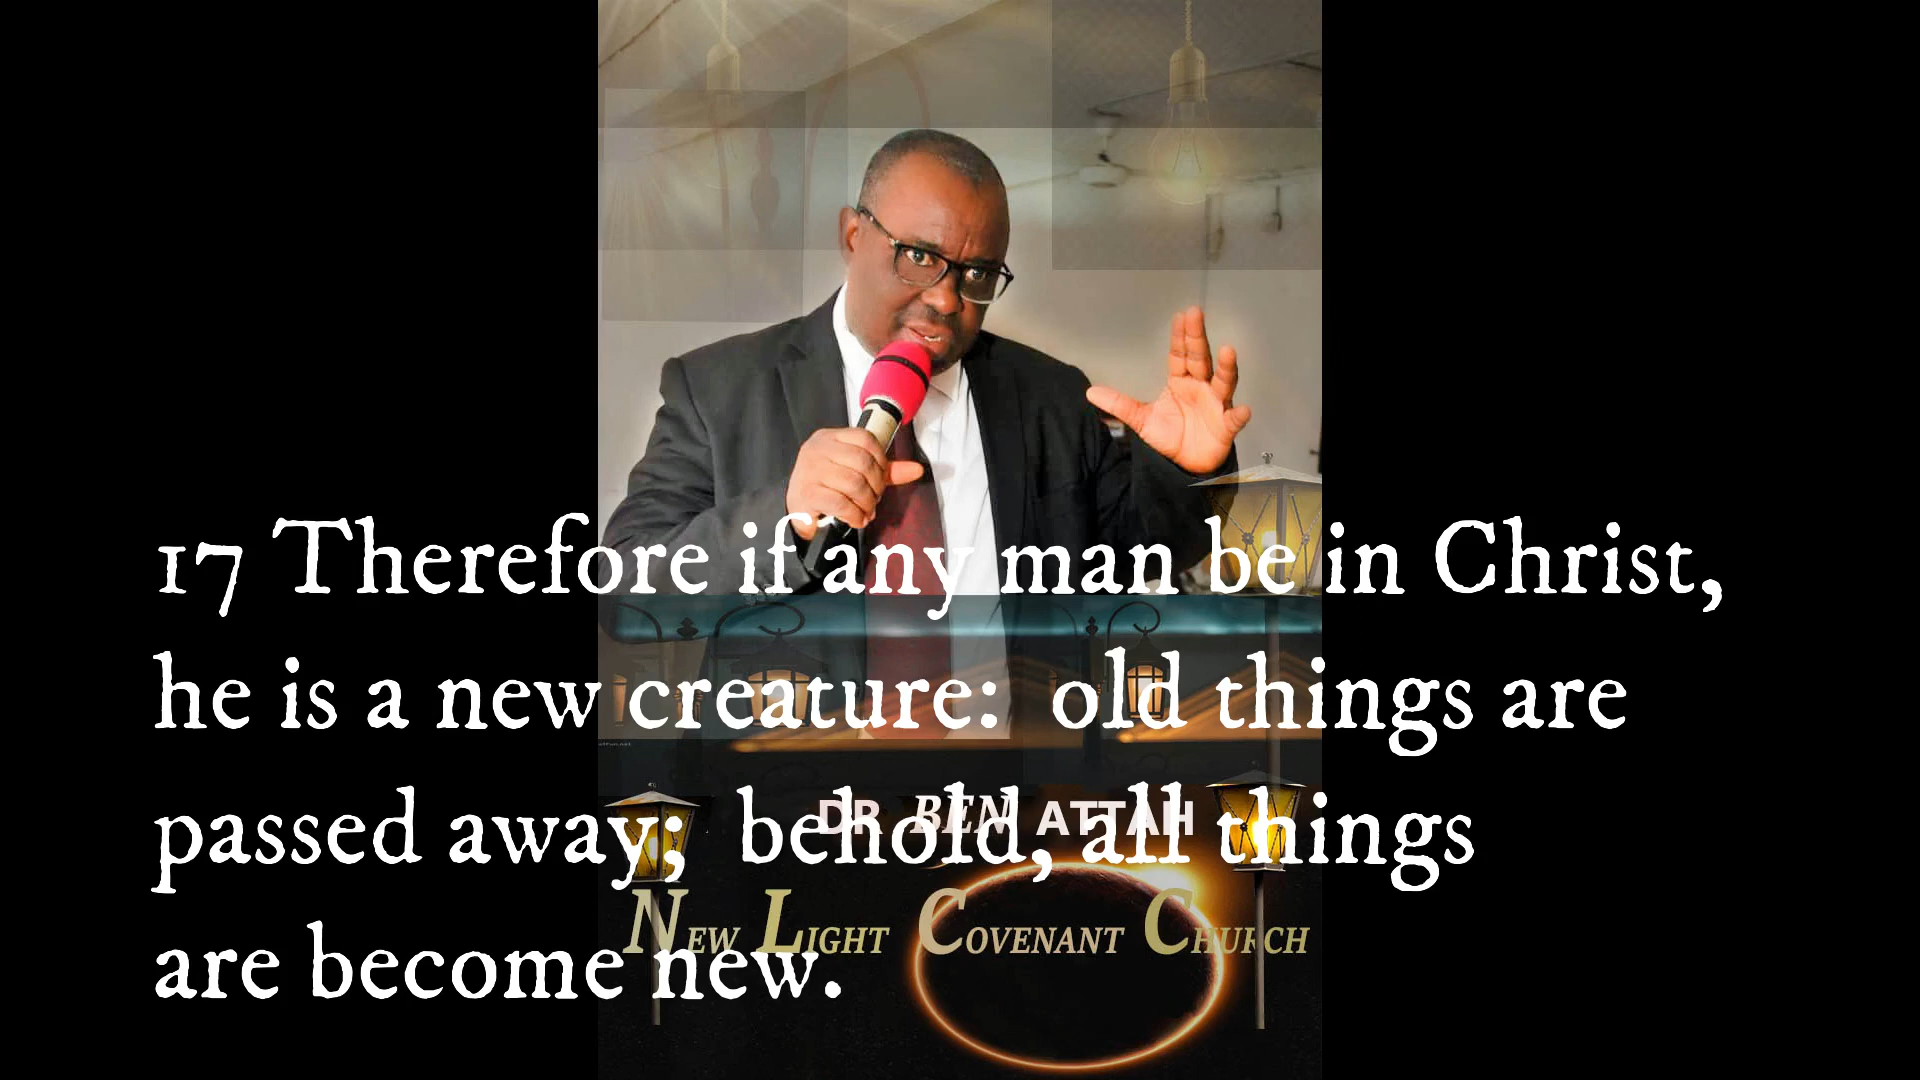 17 Therefore if any man be in Christ,
he is a new creature: old things are
passed away; behold, all things
are become new.
DR BEN ATTAH
NEW LIGHT COVENANT CHURCH